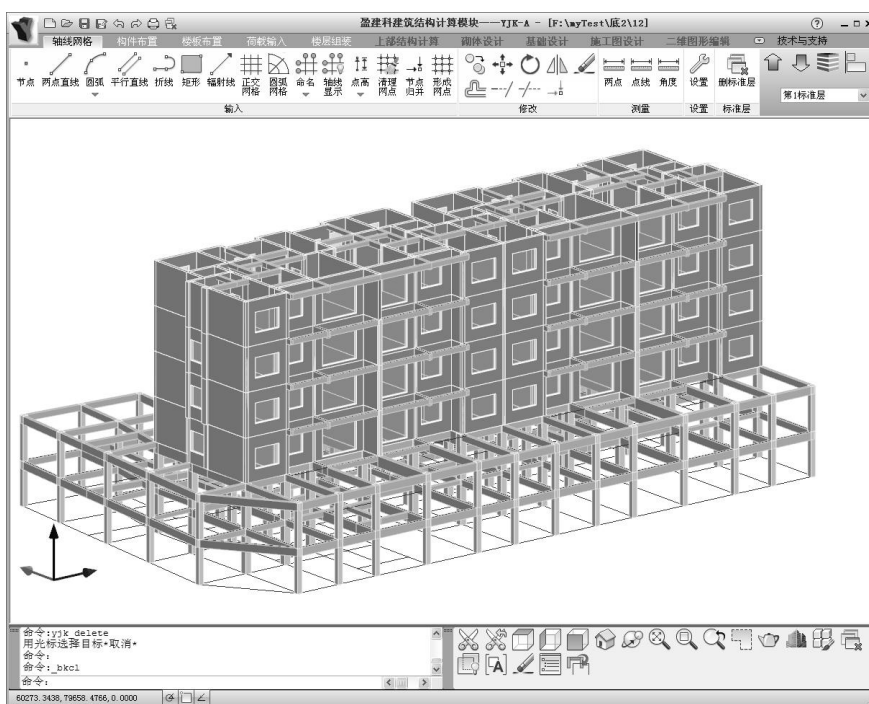 盈建科建筑结构计算模块——YJK-A - [F:\myTest\底2\12]
轴线网格 构件布置 楼板布置 荷载输入 楼层组装 上部结构计算 砌体设计 基础设计 施工图设计 二维图形编辑 技术与支持
节点 两点直线 圆弧 平行直线 折线 矩形 辐射线 正交网格 圆弧网格 命名 轴线显示 点高 清理网点 节点归并 形成网点 两点 点线 角度 设置 删标准层
第1标准层
输入 修改 测量 设置 标准层
命令:yjk_delete
用光标选择目标*取消*
命令:
命令:_bkcl
命令:
60273.3438,79658.4766,0.0000